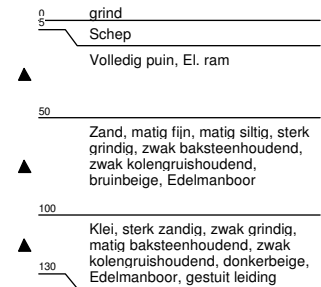 0 grind
5
Schep
Volledig puin, El. ram
50
Zand, matig fijn, matig siltig, sterk
grindig, zwak baksteenhoudend,
zwak kolengruishoudend,
bruinbeige, Edelmanboor
100
Klei, sterk zandig, zwak grindig,
matig baksteenhoudend, zwak
kolengruishoudend, donkerbeige,
130 Edelmanboor, gestuit leiding